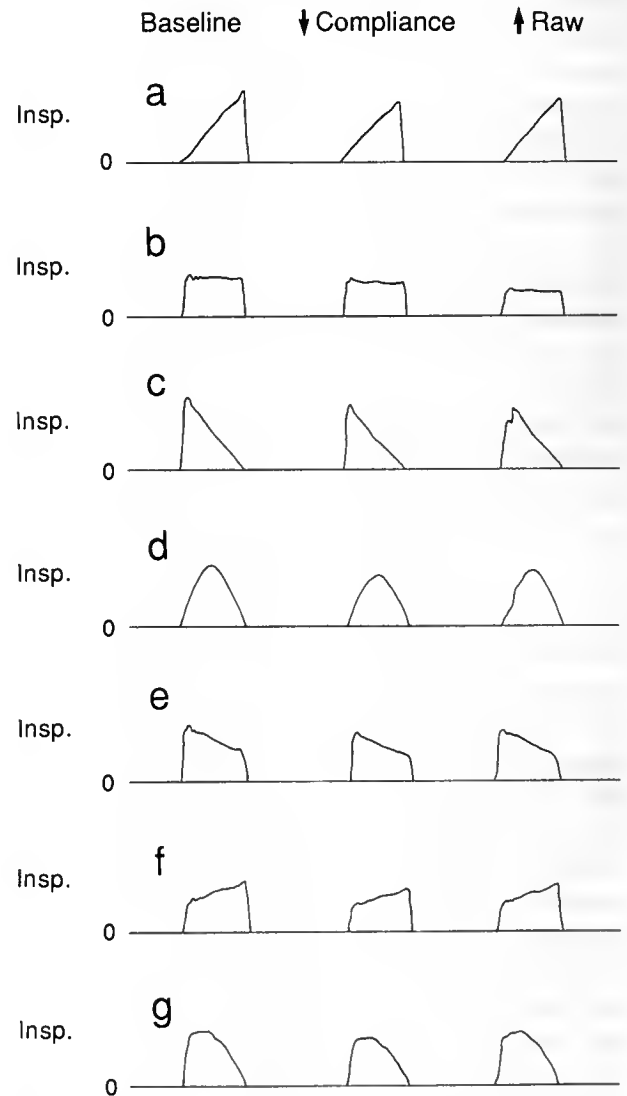 Baseline ↓ Compliance ↑ Raw
a
Insp.
0
b
Insp.
0
c
Insp.
0
d
Insp.
0
e
Insp.
0
f
Insp.
0
g
Insp.
0